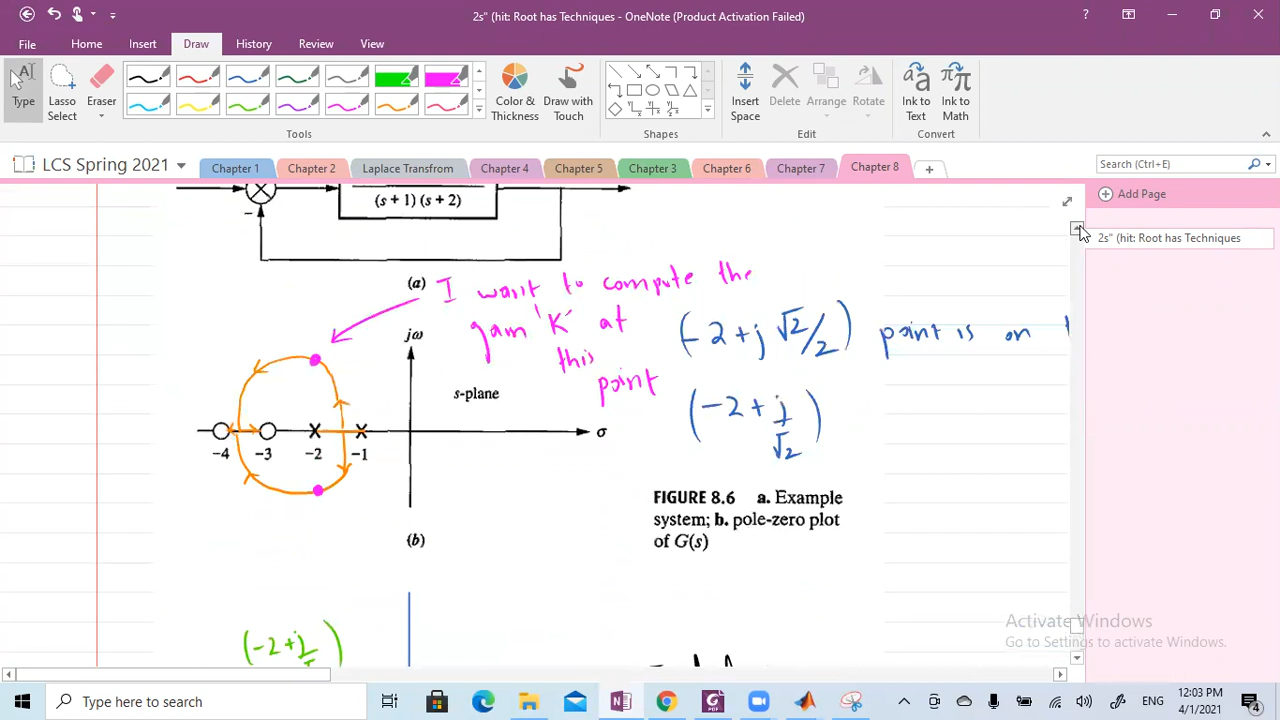 2s" (hit: Root has Techniques - OneNote (Product Activation Failed)
File Home Insert Draw History Review View
Type
Lasso Select
Eraser
Color & Thickness
Draw with Touch
Insert Space
Delete
Arrange
Rotate
Ink to Text
Ink to Math
Tools
Shapes
Edit
Convert
LCS Spring 2021
Chapter 1
Chapter 2
Laplace Transfrom
Chapter 4
Chapter 5
Chapter 3
Chapter 6
Chapter 7
Chapter 8
Search (Ctrl+E)
Add Page
2s" (hit: Root has Techniques
(s + 1) (s + 2)
−
(a)
I want to compute the
gain 'K' at
this
point
(-2 + j √2/2) point is on
(-2 + j/√2)
jω
s-plane
σ
−4 −3 −2 −1
(b)
FIGURE 8.6 a. Example
system; b. pole-zero plot
of G(s)
Activate Windows
Go to Settings to activate Windows.
Type here to search
ENG
12:03 PM
4/1/2021
4